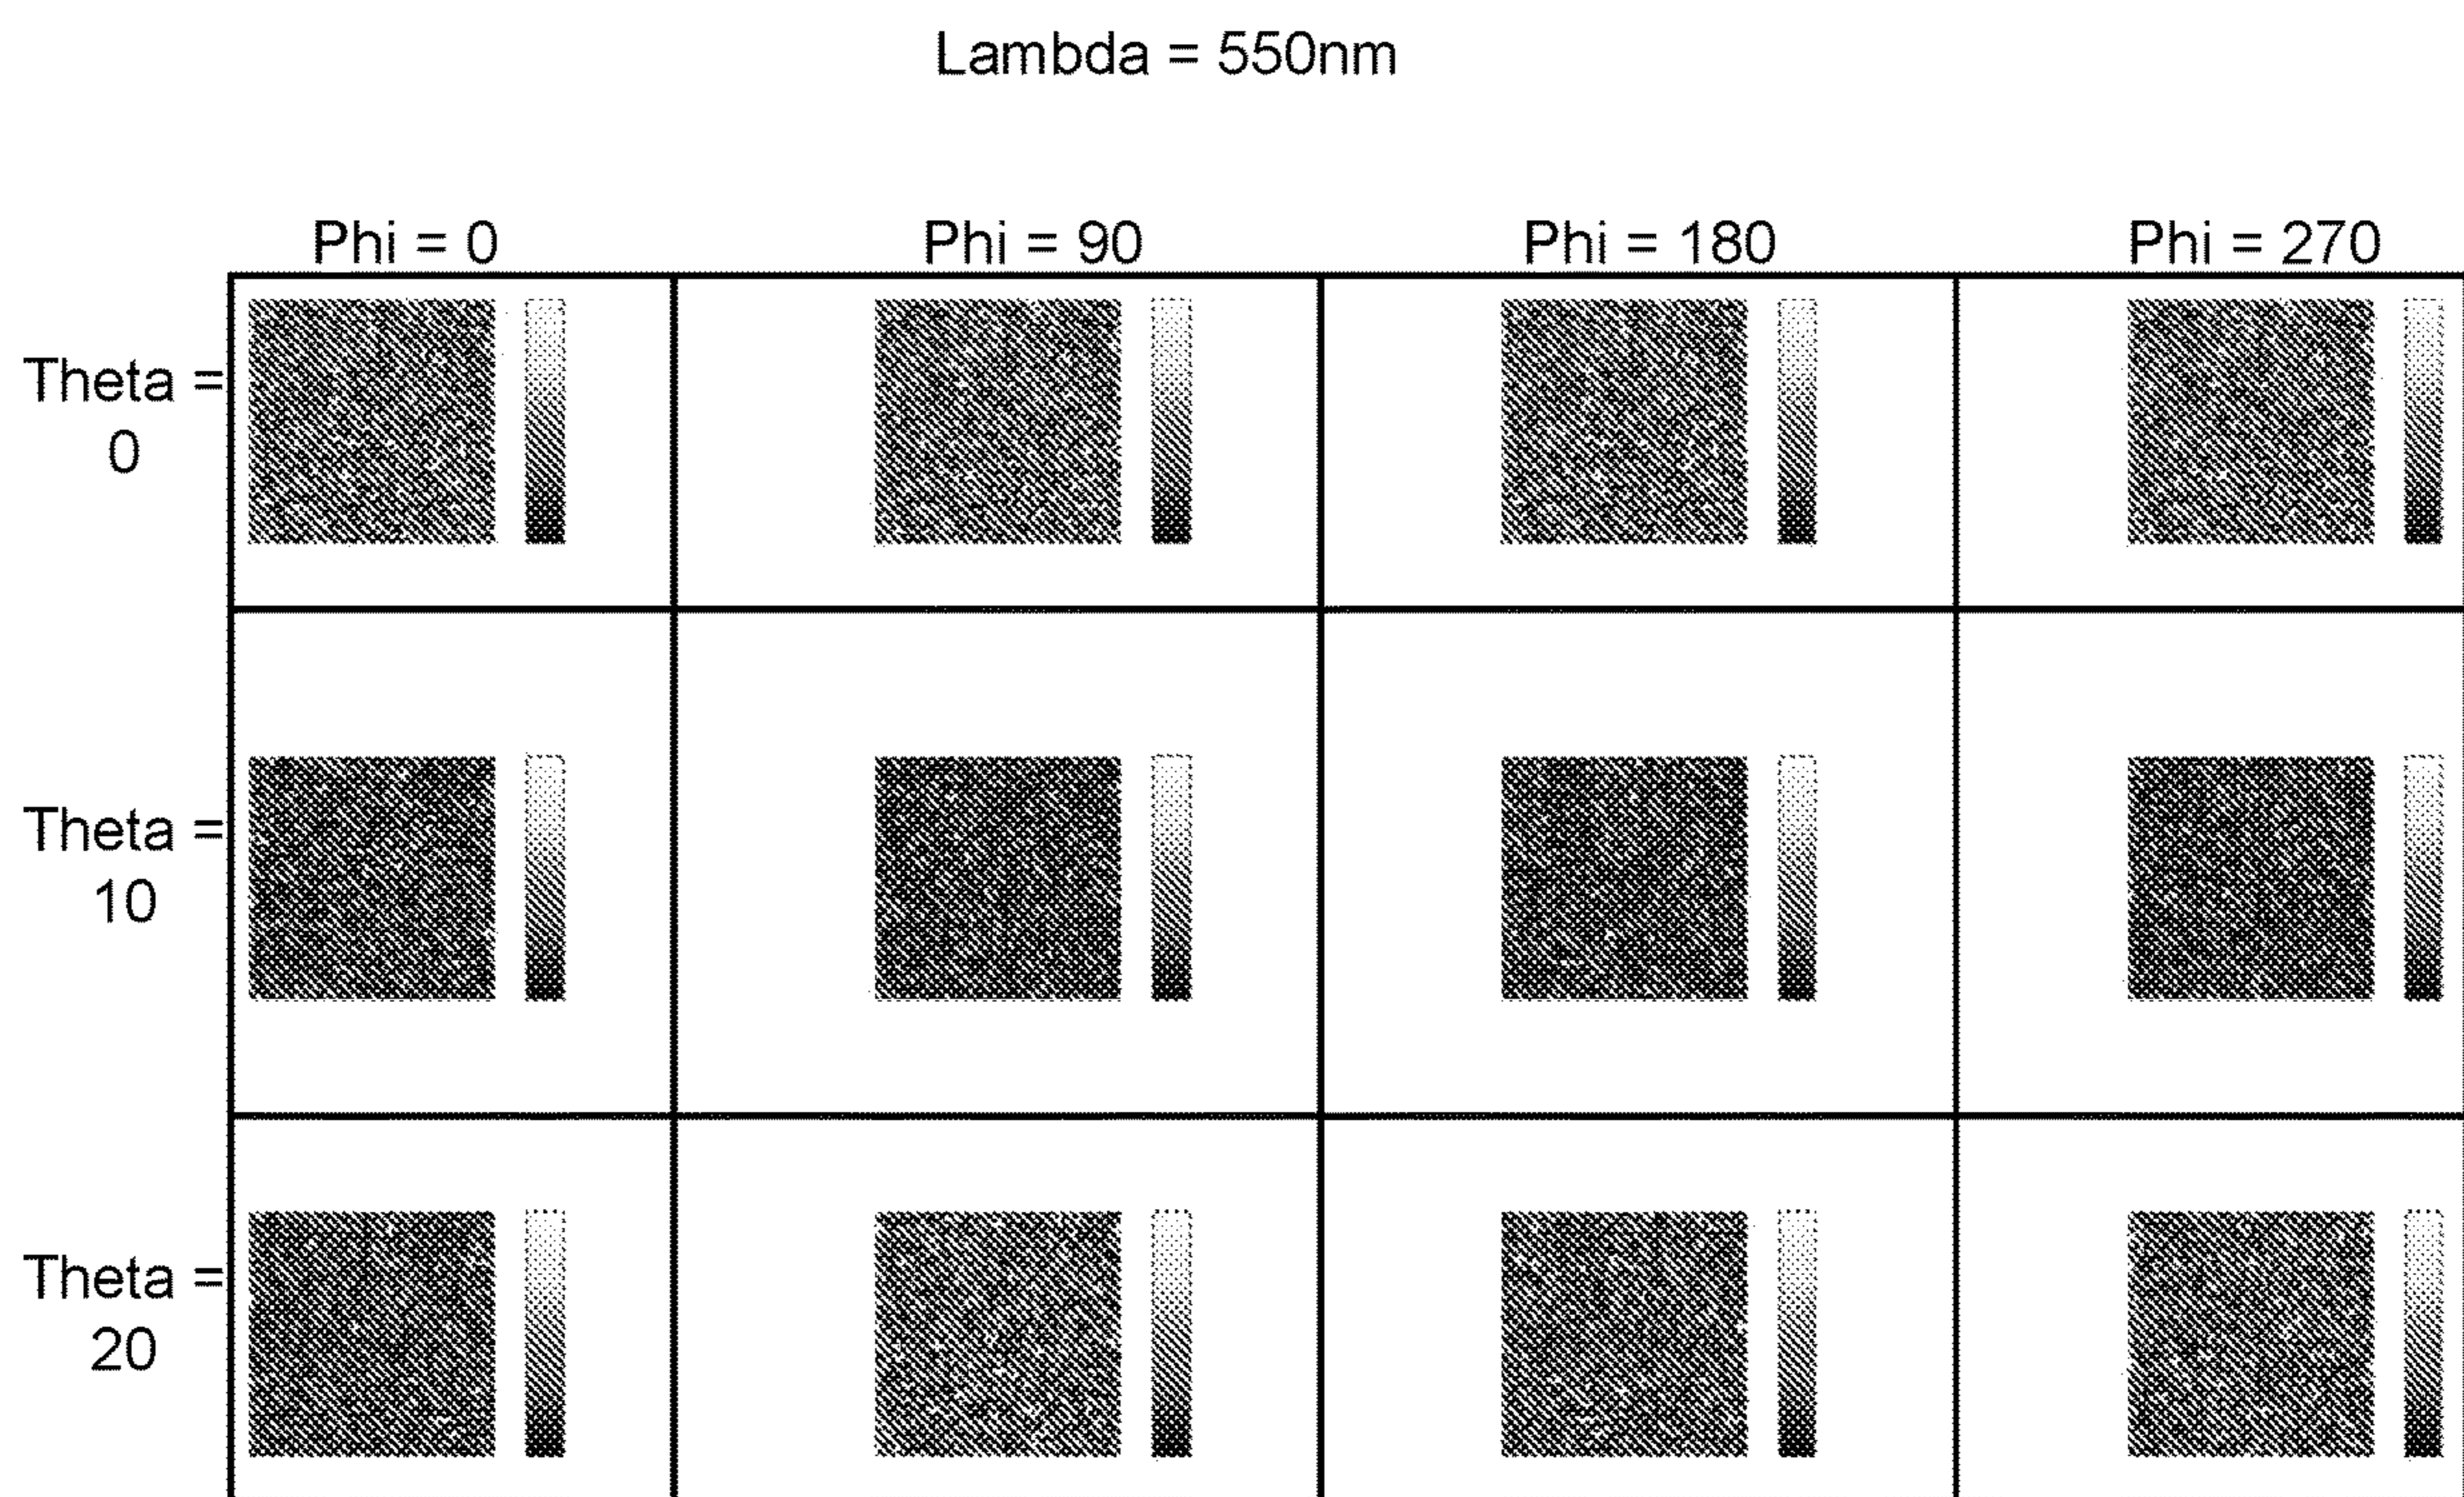 Lambda = 550nm
Phi = 0 Phi = 90 Phi = 180 Phi = 270
Theta =
0
Theta =
10
Theta =
20